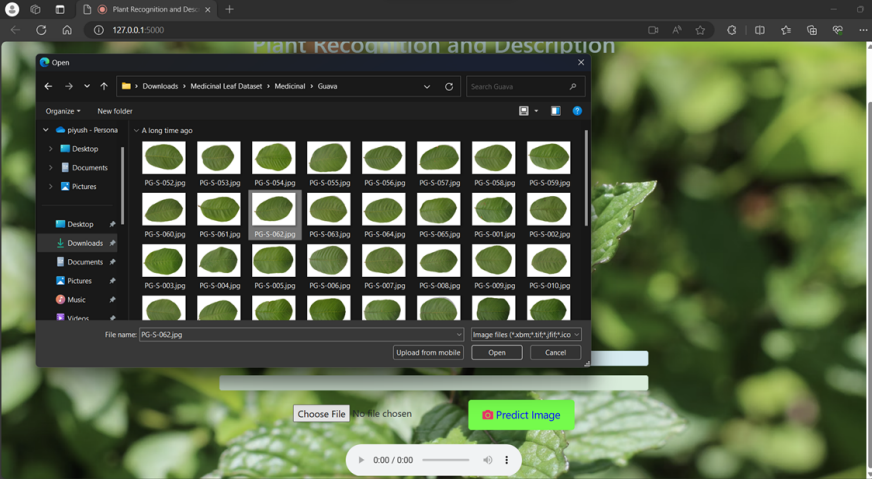 Plant Recognition and Desc
127.0.0.1:5000
Plant Recognition and Description
Open
Downloads > Medicinal Leaf Dataset > Medicinal > Guava
Search Guava
Organize
New folder
piyush - Persona
Desktop
Documents
Pictures
Desktop
Downloads
Documents
Pictures
Music
Videos
A long time ago
PG-S-052.jpg PG-S-053.jpg PG-S-054.jpg PG-S-055.jpg PG-S-056.jpg PG-S-057.jpg PG-S-058.jpg PG-S-059.jpg
PG-S-060.jpg PG-S-061.jpg PG-S-062.jpg PG-S-063.jpg PG-S-064.jpg PG-S-065.jpg PG-S-001.jpg PG-S-002.jpg
PG-S-003.jpg PG-S-004.jpg PG-S-005.jpg PG-S-006.jpg PG-S-007.jpg PG-S-008.jpg PG-S-009.jpg PG-S-010.jpg
File name: PG-S-062.jpg
Image files (*.xbm;*.tif;*.jfif;*.ico
Upload from mobile
Open
Cancel
Choose File No file chosen
Predict Image
0:00 / 0:00